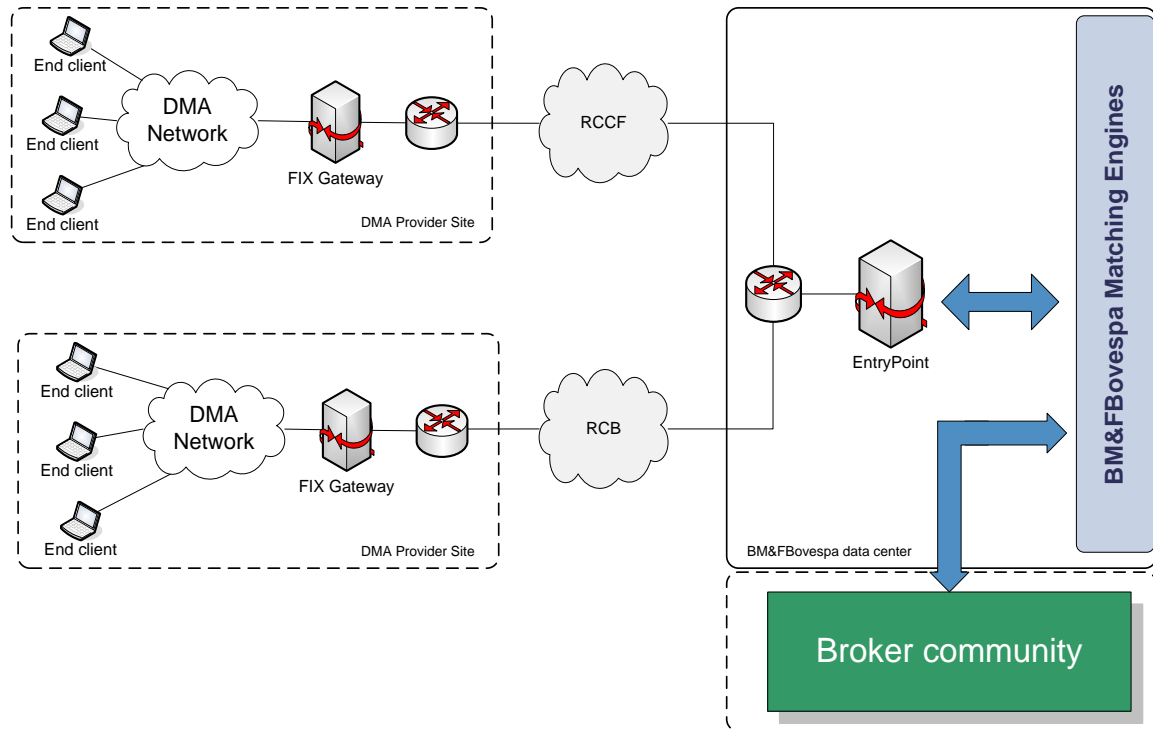 End client
End client
End client
DMA
Network
FIX Gateway
DMA Provider Site
RCCF
End client
End client
End client
DMA
Network
FIX Gateway
DMA Provider Site
RCB
EntryPoint
BM&FBovespa data center
BM&FBovespa Matching Engines
Broker community